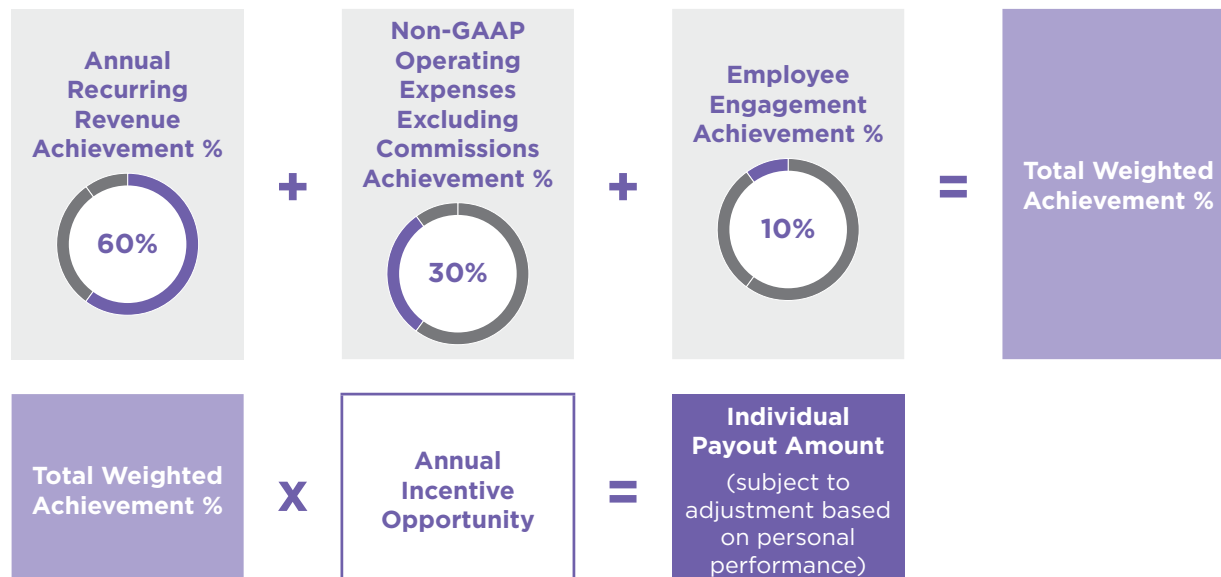 Annual
Recurring
Revenue
Achievement %
60%
+
Non-GAAP
Operating
Expenses
Excluding
Commissions
Achievement %
30%
+
Employee
Engagement
Achievement %
10%
=
Total Weighted
Achievement %
Total Weighted
Achievement %
x
Annual
Incentive
Opportunity
=
Individual
Payout Amount
(subject to
adjustment based
on personal
performance)